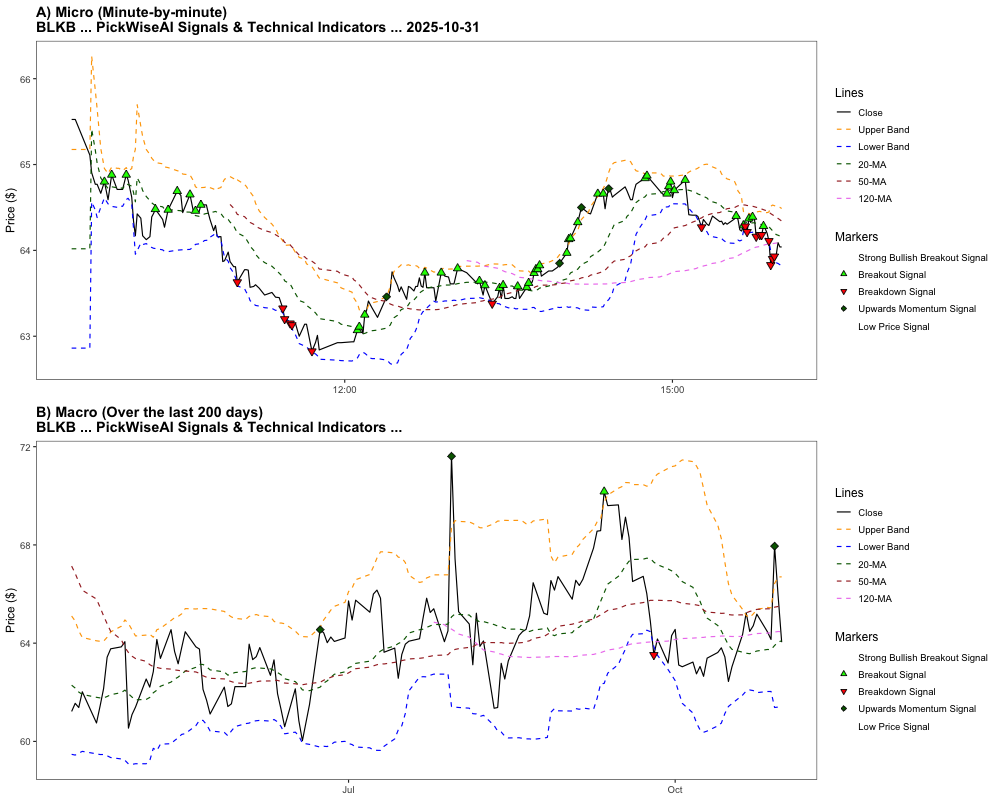 A) Micro (Minute-by-minute)
BLKB ... PickWiseAI Signals & Technical Indicators ... 2025-10-31
66
65
64
63
Price ($)
12:00
15:00
Lines
Close
Upper Band
Lower Band
20-MA
50-MA
120-MA
Markers
Strong Bullish Breakout Signal
Breakout Signal
Breakdown Signal
Upwards Momentum Signal
Low Price Signal
B) Macro (Over the last 200 days)
BLKB ... PickWiseAI Signals & Technical Indicators ...
72
68
64
60
Price ($)
Jul
Oct
Lines
Close
Upper Band
Lower Band
20-MA
50-MA
120-MA
Markers
Strong Bullish Breakout Signal
Breakout Signal
Breakdown Signal
Upwards Momentum Signal
Low Price Signal